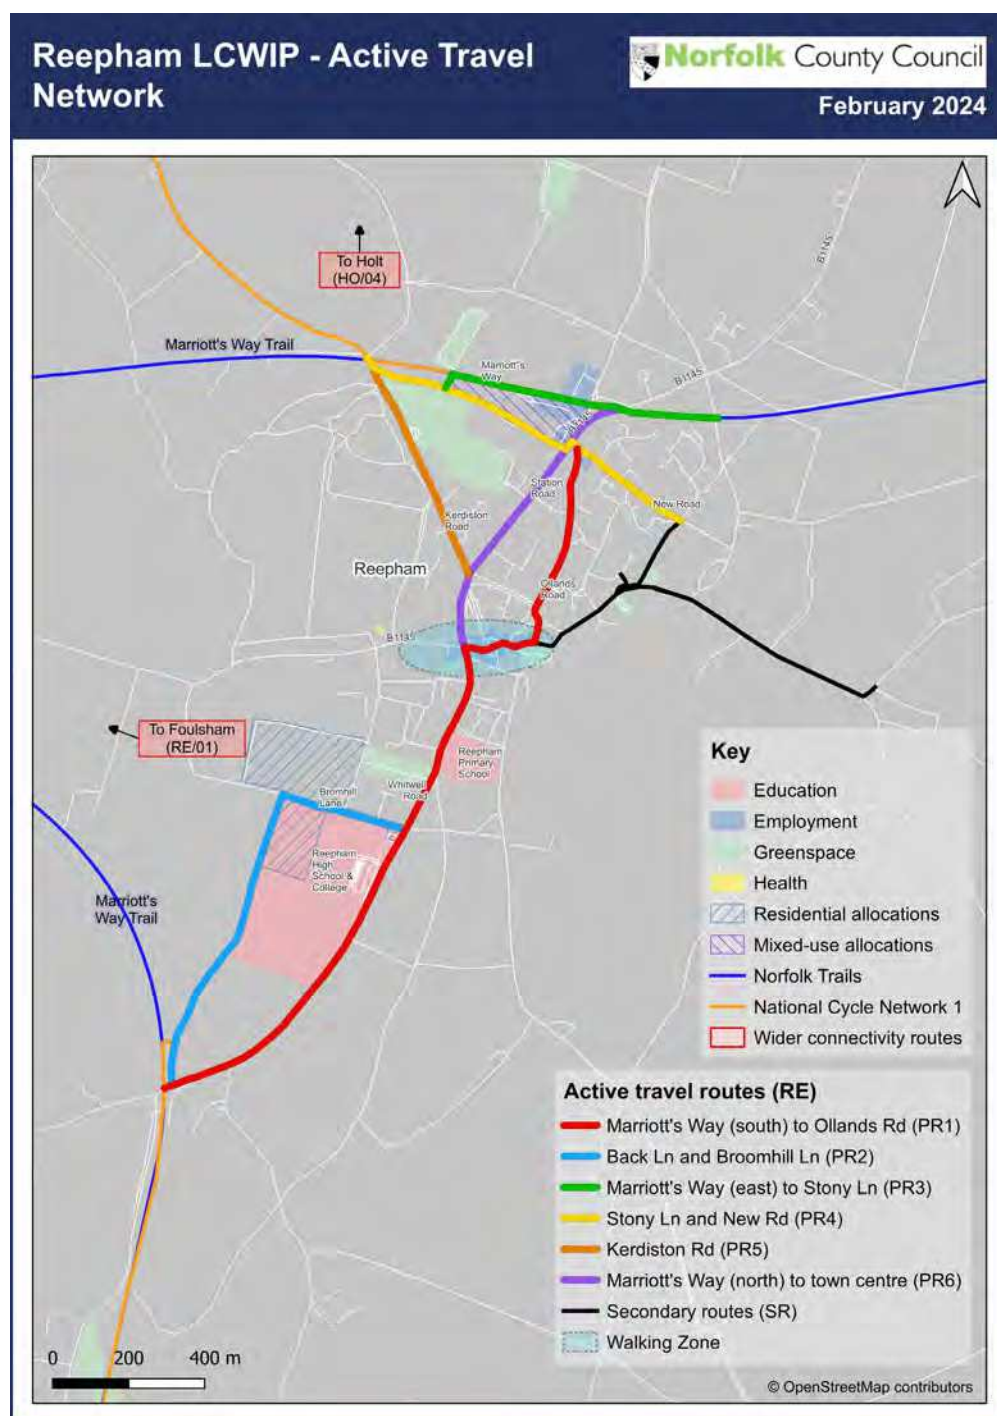 Reepham LCWIP - Active Travel
Network
Norfolk County Council
February 2024
To Holt
(HO/04)
B1145
Marriott's Way Trail
Marriott's
Way
B1145
B1145
Station
Road
New Road
Kerdiston
Road
Reepham
Ollands
Road
B1145
To Foulsham
(RE/01)
Reepham
Primary
School
Whitwell
Road
Broomhill
Lane
Reepham
High
School &
College
Marriott's
Way Trail
Key
Education
Employment
Greenspace
Health
Residential allocations
Mixed-use allocations
Norfolk Trails
National Cycle Network 1
Wider connectivity routes
Active travel routes (RE)
Marriott's Way (south) to Ollands Rd (PR1)
Back Ln and Broomhill Ln (PR2)
Marriott's Way (east) to Stony Ln (PR3)
Stony Ln and New Rd (PR4)
Kerdiston Rd (PR5)
Marriott's Way (north) to town centre (PR6)
Secondary routes (SR)
Walking Zone
0 200 400 m
© OpenStreetMap contributors